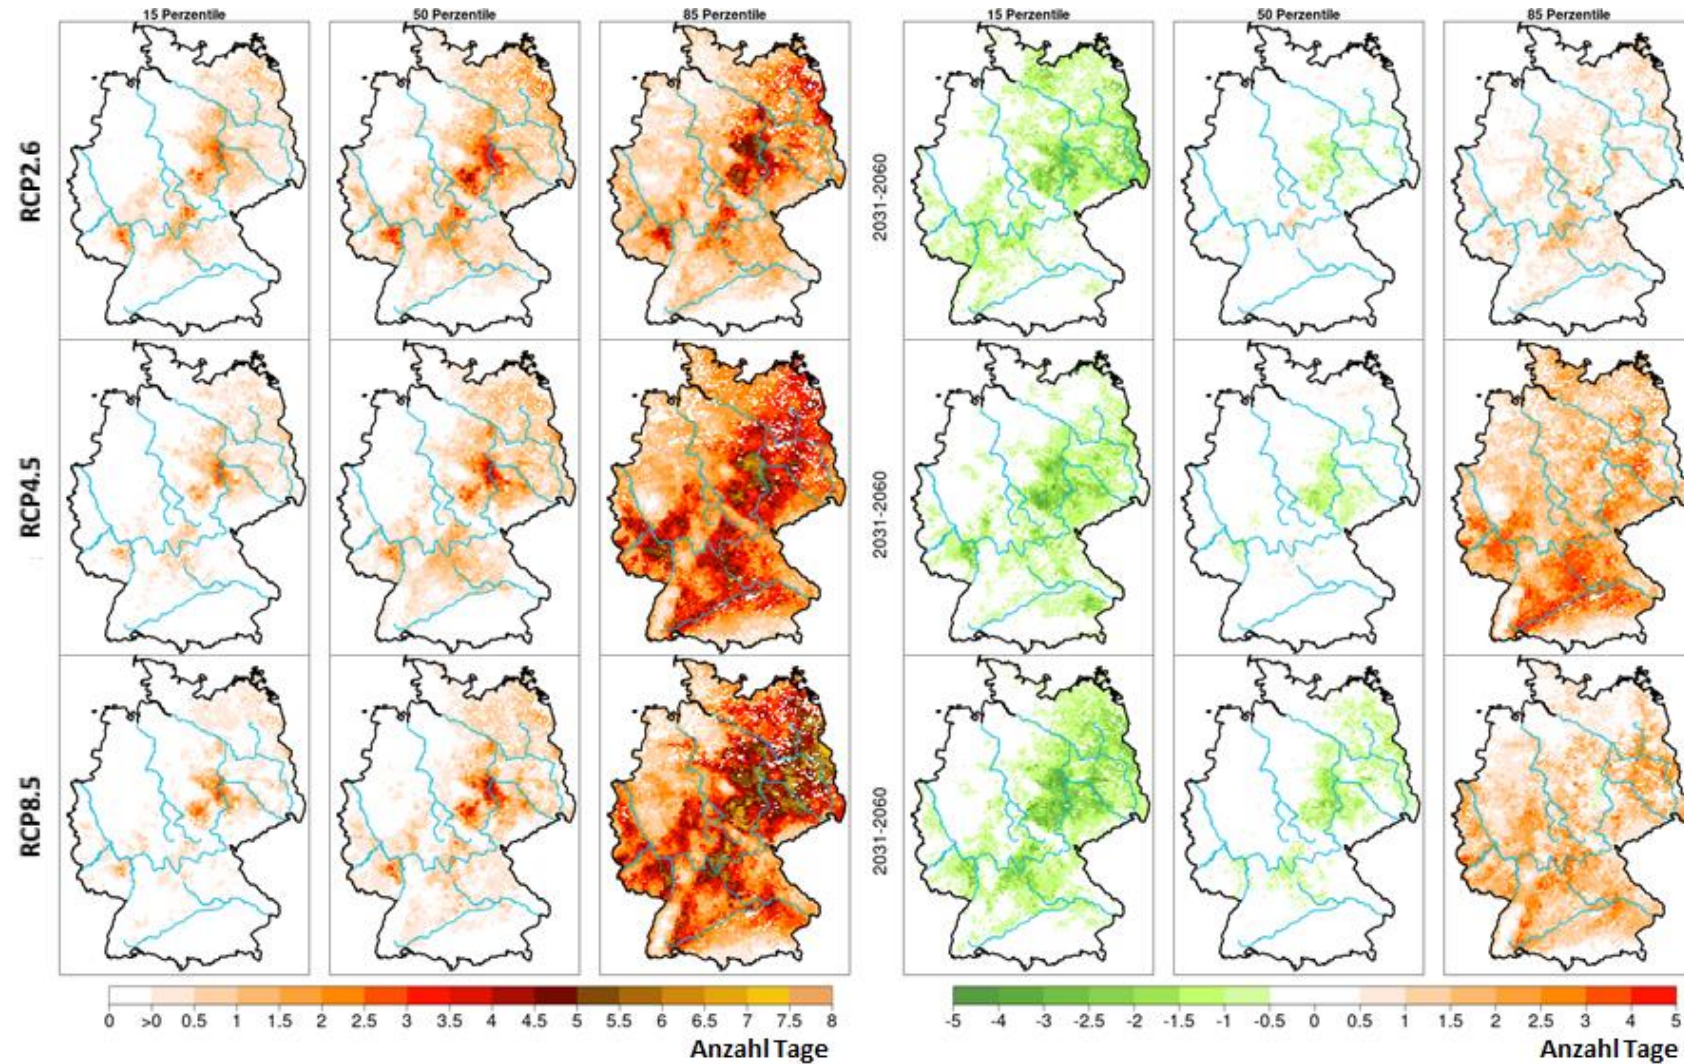 15 Perzentile 50 Perzentile 85 Perzentile 15 Perzentile 50 Perzentile 85 Perzentile
RCP2.6
2031-2060
RCP4.5
2031-2060
RCP8.5
2031-2060
0 >0 0.5 1 1.5 2 2.5 3 3.5 4 4.5 5 5.5 6 6.5 7 7.5 8
-5 -4 -3 -2.5 -2 -1.5 -1 -0.5 0 0.5 1 1.5 2 2.5 3 4 5
Anzahl Tage
Anzahl Tage